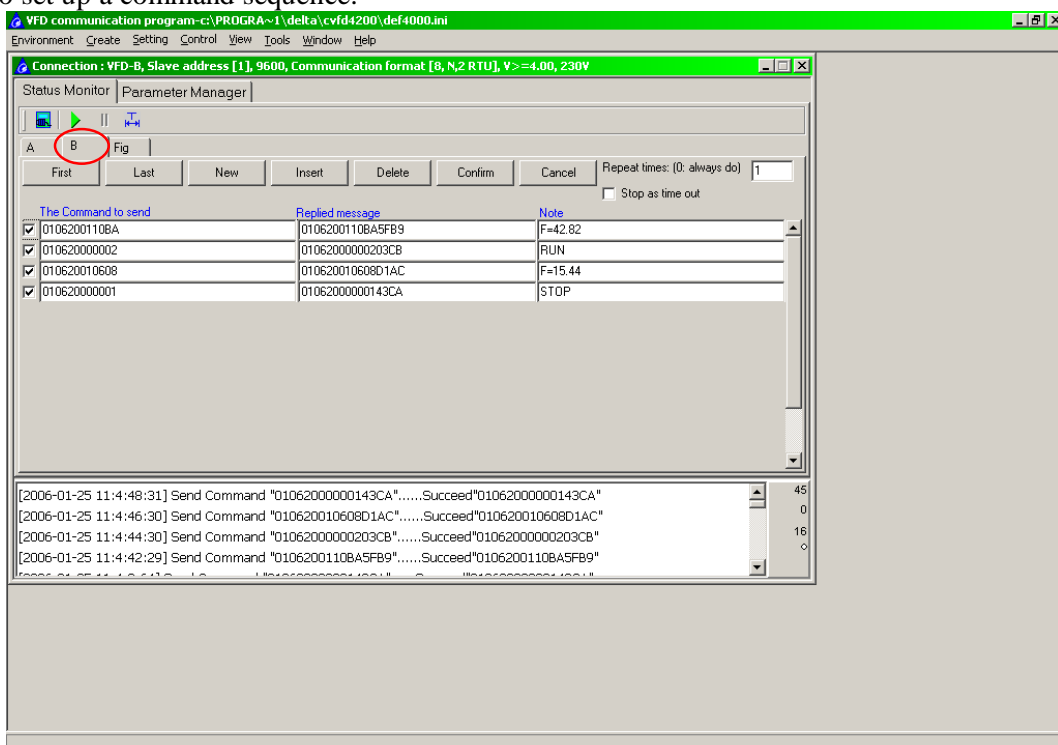 o set up a command sequence.
VFD communication program-c:\PROGRA~1\delta\cvfd4200\def4000.ini
Environment Create Setting Control View Tools Window Help
Connection : VFD-B, Slave address [1], 9600, Communication format [8, N,2 RTU], V>=4.00, 230V
Status Monitor Parameter Manager
A B Fig
First Last New Insert Delete Confirm Cancel Repeat times: (0: always do) 1
Stop as time out
The Command to send Replied message Note
0106200110BA 0106200110BA5FB9 F=42.82
010620000002 01062000000203CB RUN
010620010608 010620010608D1AC F=15.44
010620000001 01062000000143CA STOP
[2006-01-25 11:4:48:31] Send Command "01062000000143CA"......Succeed"01062000000143CA" 45
[2006-01-25 11:4:46:30] Send Command "010620010608D1AC"......Succeed"010620010608D1AC" 0
[2006-01-25 11:4:44:30] Send Command "01062000000203CB"......Succeed"01062000000203CB" 16
[2006-01-25 11:4:42:29] Send Command "0106200110BA5FB9"......Succeed"0106200110BA5FB9"